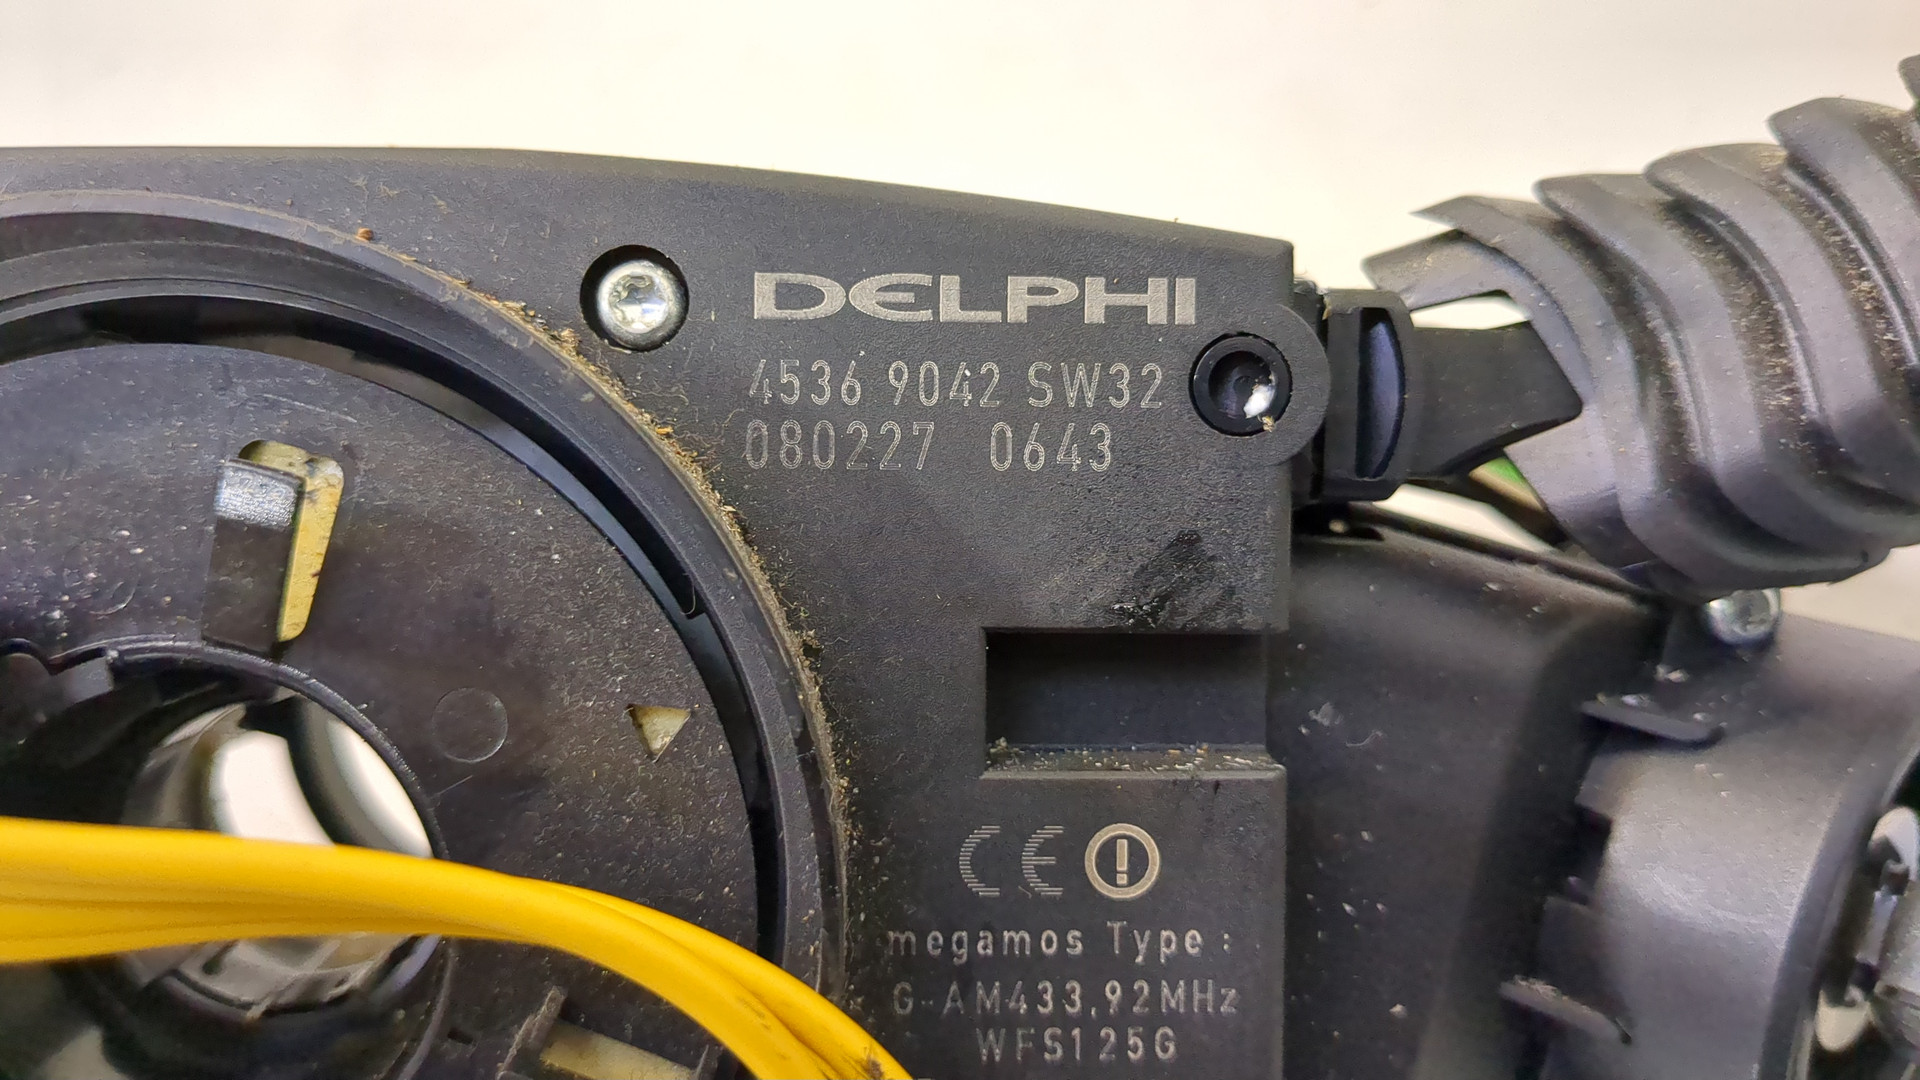 DELPHI
4536 9042 SW32
080227 0643
CE
megamos Type :
G-AM433,92MHz
WFS125G